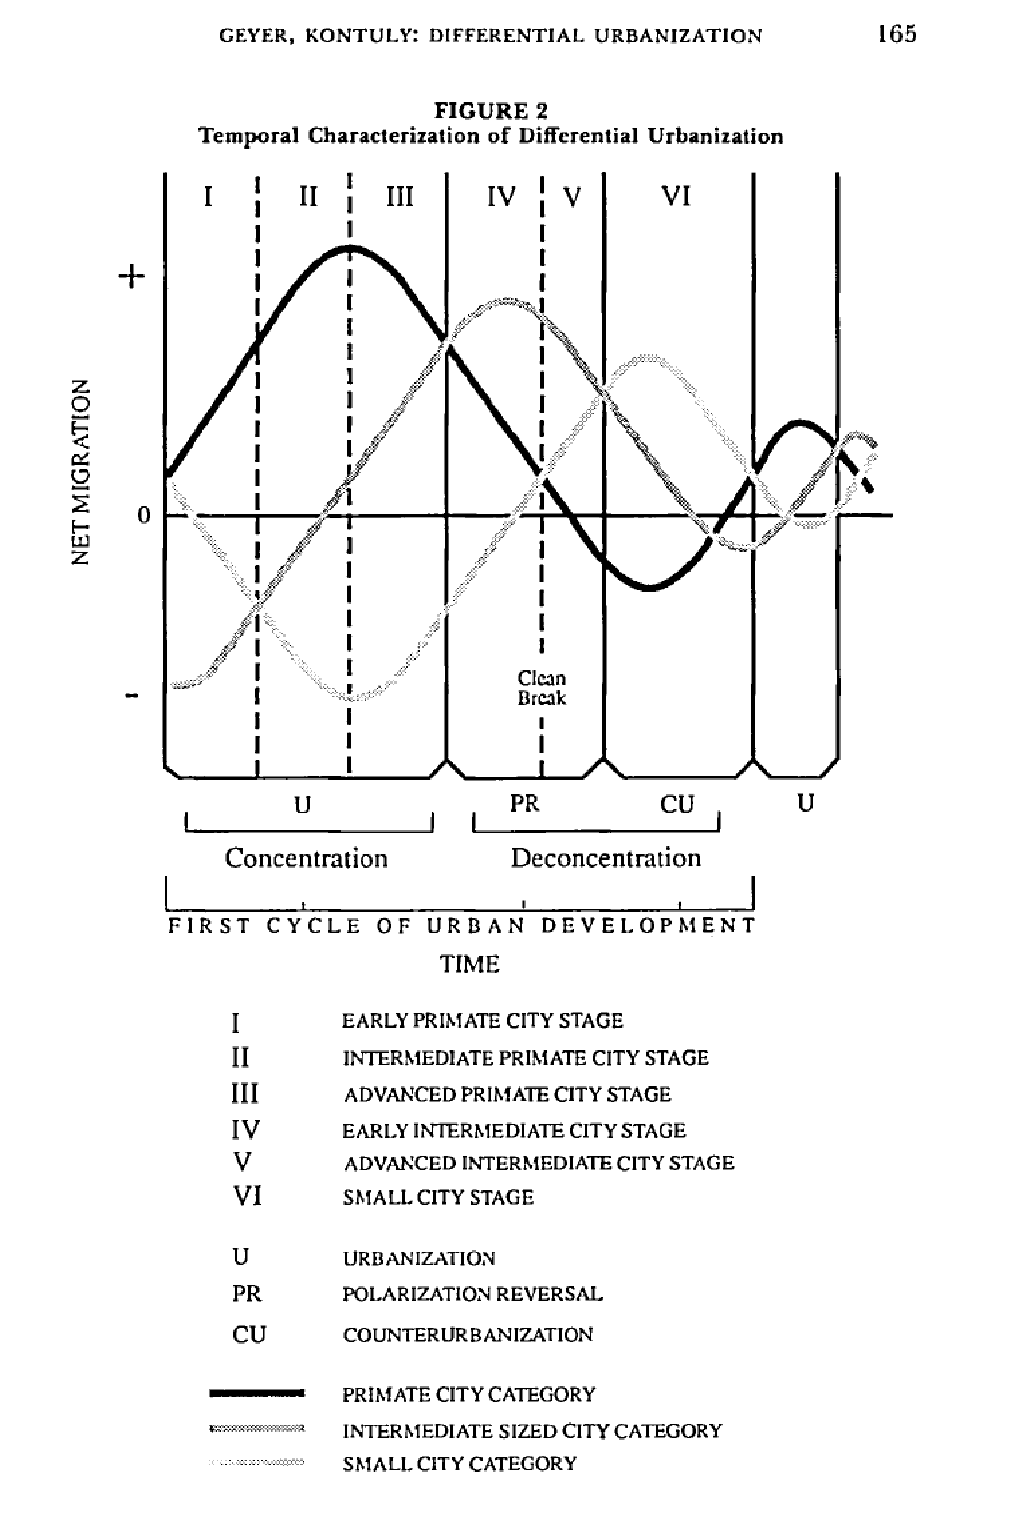 GEYER, KONTULY: DIFFERENTIAL URBANIZATION 165
FIGURE 2
Temporal Characterization of Differential Urbanization
I II III IV V VI
+
NET MIGRATION
0
-
Clean
Break
U PR CU U
Concentration Deconcentration
FIRST CYCLE OF URBAN DEVELOPMENT
TIME
I EARLY PRIMATE CITY STAGE
II INTERMEDIATE PRIMATE CITY STAGE
III ADVANCED PRIMATE CITY STAGE
IV EARLY INTERMEDIATE CITY STAGE
V ADVANCED INTERMEDIATE CITY STAGE
VI SMALL CITY STAGE
U URBANIZATION
PR POLARIZATION REVERSAL
CU COUNTERURBANIZATION
PRIMATE CITY CATEGORY
INTERMEDIATE SIZED CITY CATEGORY
SMALL CITY CATEGORY